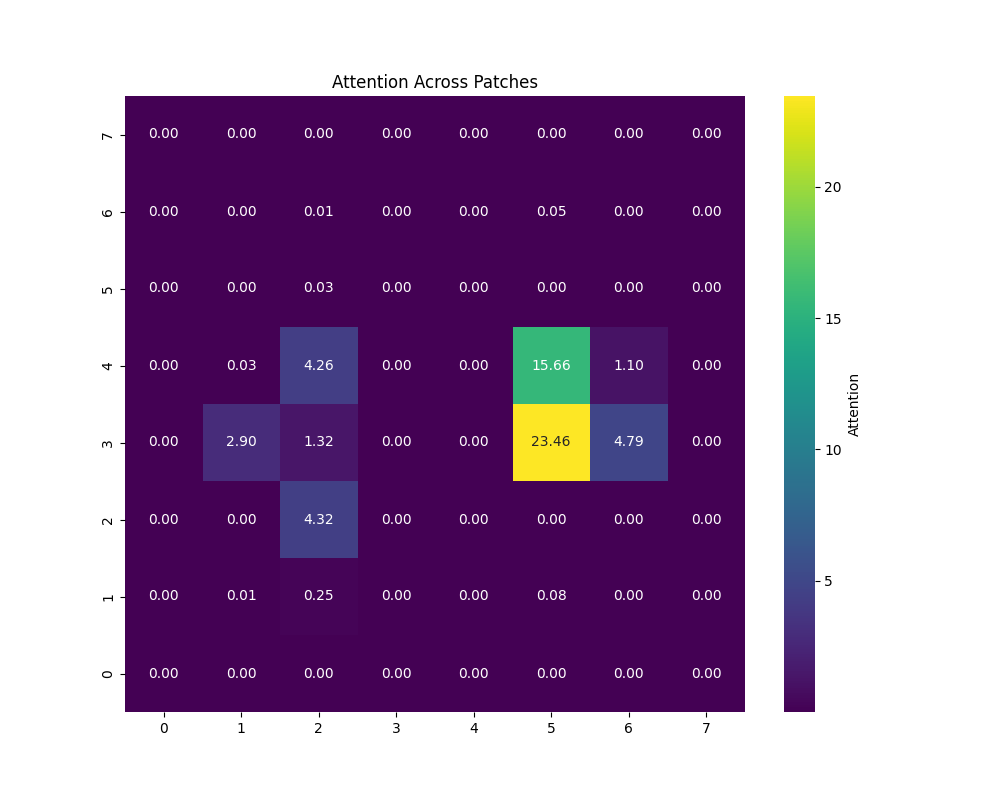 Attention Across Patches
7 0.00 0.00 0.00 0.00 0.00 0.00 0.00 0.00
6 0.00 0.00 0.01 0.00 0.00 0.05 0.00 0.00
5 0.00 0.00 0.03 0.00 0.00 0.00 0.00 0.00
4 0.00 0.03 4.26 0.00 0.00 15.66 1.10 0.00
3 0.00 2.90 1.32 0.00 0.00 23.46 4.79 0.00
2 0.00 0.00 4.32 0.00 0.00 0.00 0.00 0.00
1 0.00 0.01 0.25 0.00 0.00 0.08 0.00 0.00
0 0.00 0.00 0.00 0.00 0.00 0.00 0.00 0.00
0 1 2 3 4 5 6 7
20
15
10
5
Attention